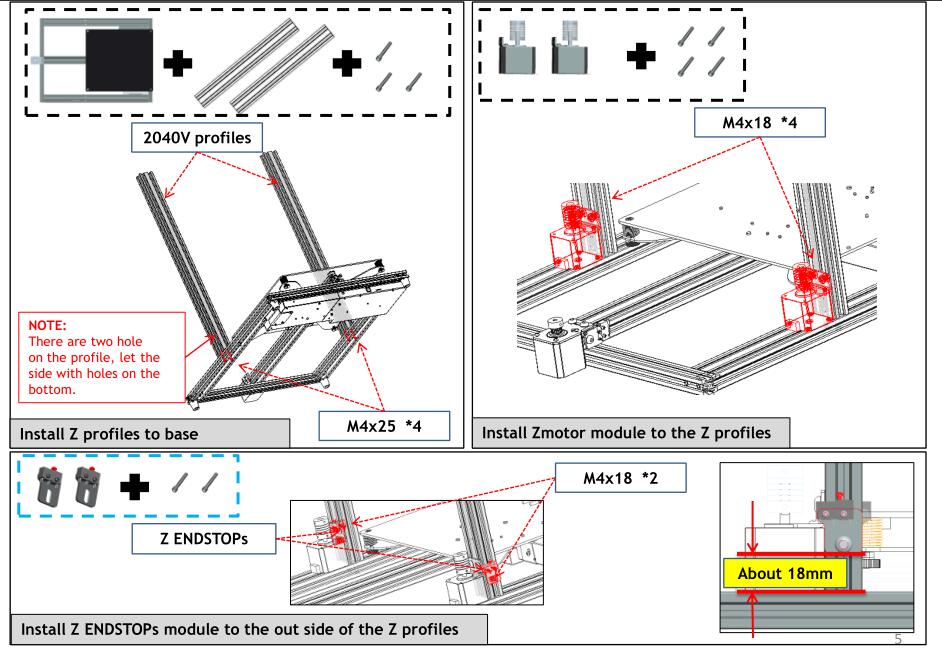 2040V profiles
NOTE:
There are two hole
on the profile, let the
side with holes on the
bottom.
M4x25 *4
Install Z profiles to base
M4x18 *4
Install Zmotor module to the Z profiles
M4x18 *2
Z ENDSTOPs
About 18mm
Install Z ENDSTOPs module to the out side of the Z profiles
5